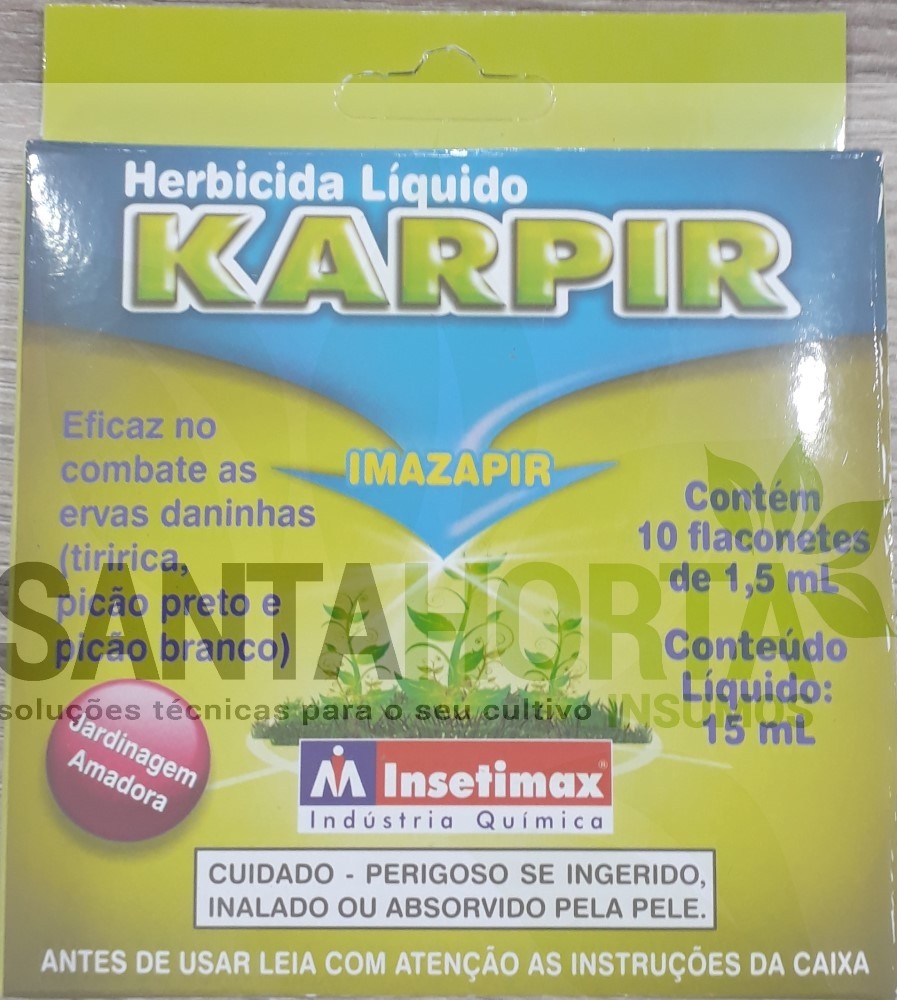 Herbicida Líquido
KARPIR
Eficaz no
combate as
ervas daninhas
(tiririca,
picão preto e
picão branco)
IMAZAPIR
Contém
10 flaconetes
de 1,5 mL
Conteúdo
Líquido:
15 mL
SANTAHORTA
soluções técnicas para o seu cultivo INSUMOS
Jardinagem
Amadora
Insetimax®
Indústria Química
CUIDADO - PERIGOSO SE INGERIDO,
INALADO OU ABSORVIDO PELA PELE.
ANTES DE USAR LEIA COM ATENÇÃO AS INSTRUÇÕES DA CAIXA